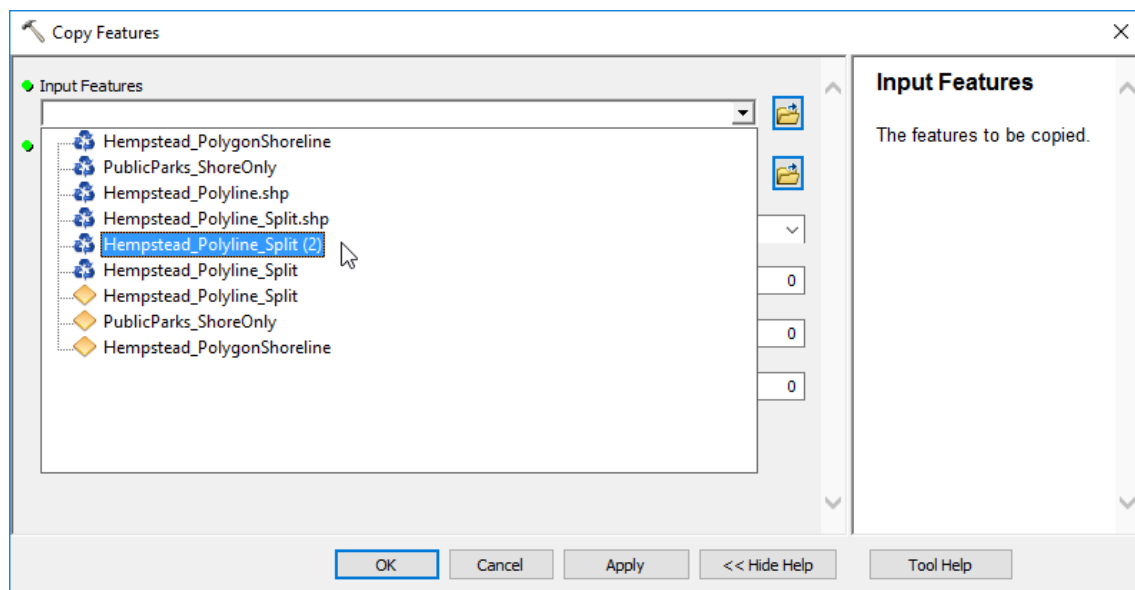 Copy Features
Input Features
Hempstead_PolygonShoreline
PublicParks_ShoreOnly
Hempstead_Polyline.shp
Hempstead_Polyline_Split.shp
Hempstead_Polyline_Split (2)
Hempstead_Polyline_Split
Hempstead_Polyline_Split
PublicParks_ShoreOnly
Hempstead_PolygonShoreline
0
0
0
Input Features
The features to be copied.
OK
Cancel
Apply
<< Hide Help
Tool Help